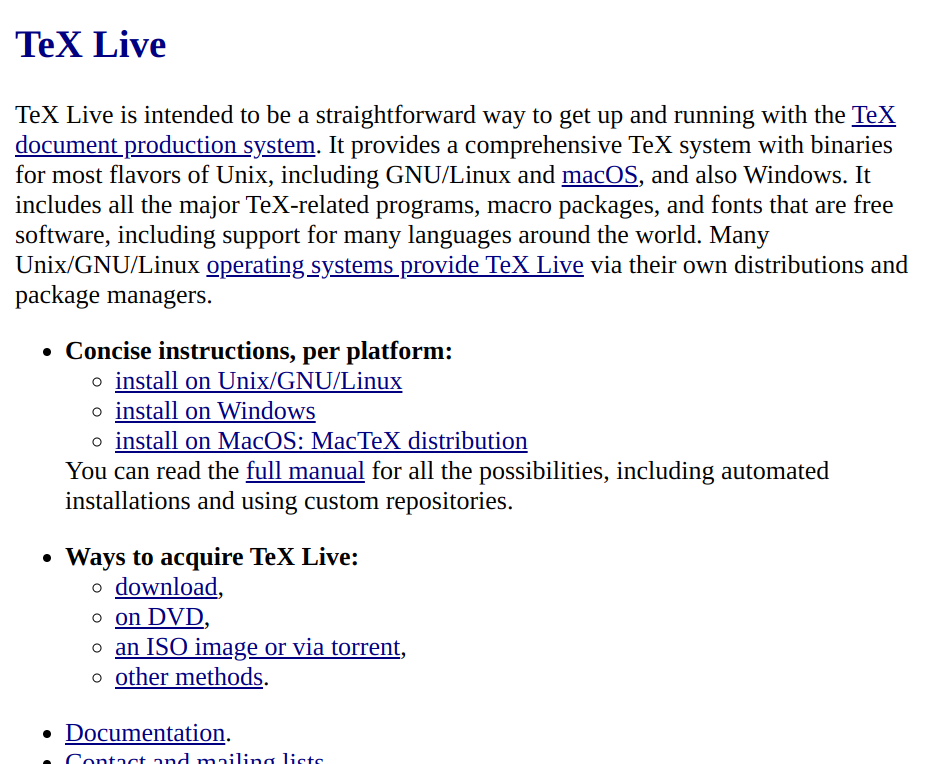 TeX Live
TeX Live is intended to be a straightforward way to get up and running with the TeX
document production system. It provides a comprehensive TeX system with binaries
for most flavors of Unix, including GNU/Linux and macOS, and also Windows. It
includes all the major TeX-related programs, macro packages, and fonts that are free
software, including support for many languages around the world. Many
Unix/GNU/Linux operating systems provide TeX Live via their own distributions and
package managers.
Concise instructions, per platform:
install on Unix/GNU/Linux
install on Windows
install on MacOS: MacTeX distribution
You can read the full manual for all the possibilities, including automated
installations and using custom repositories.
Ways to acquire TeX Live:
download,
on DVD,
an ISO image or via torrent,
other methods.
Documentation.
Contact and mailing lists